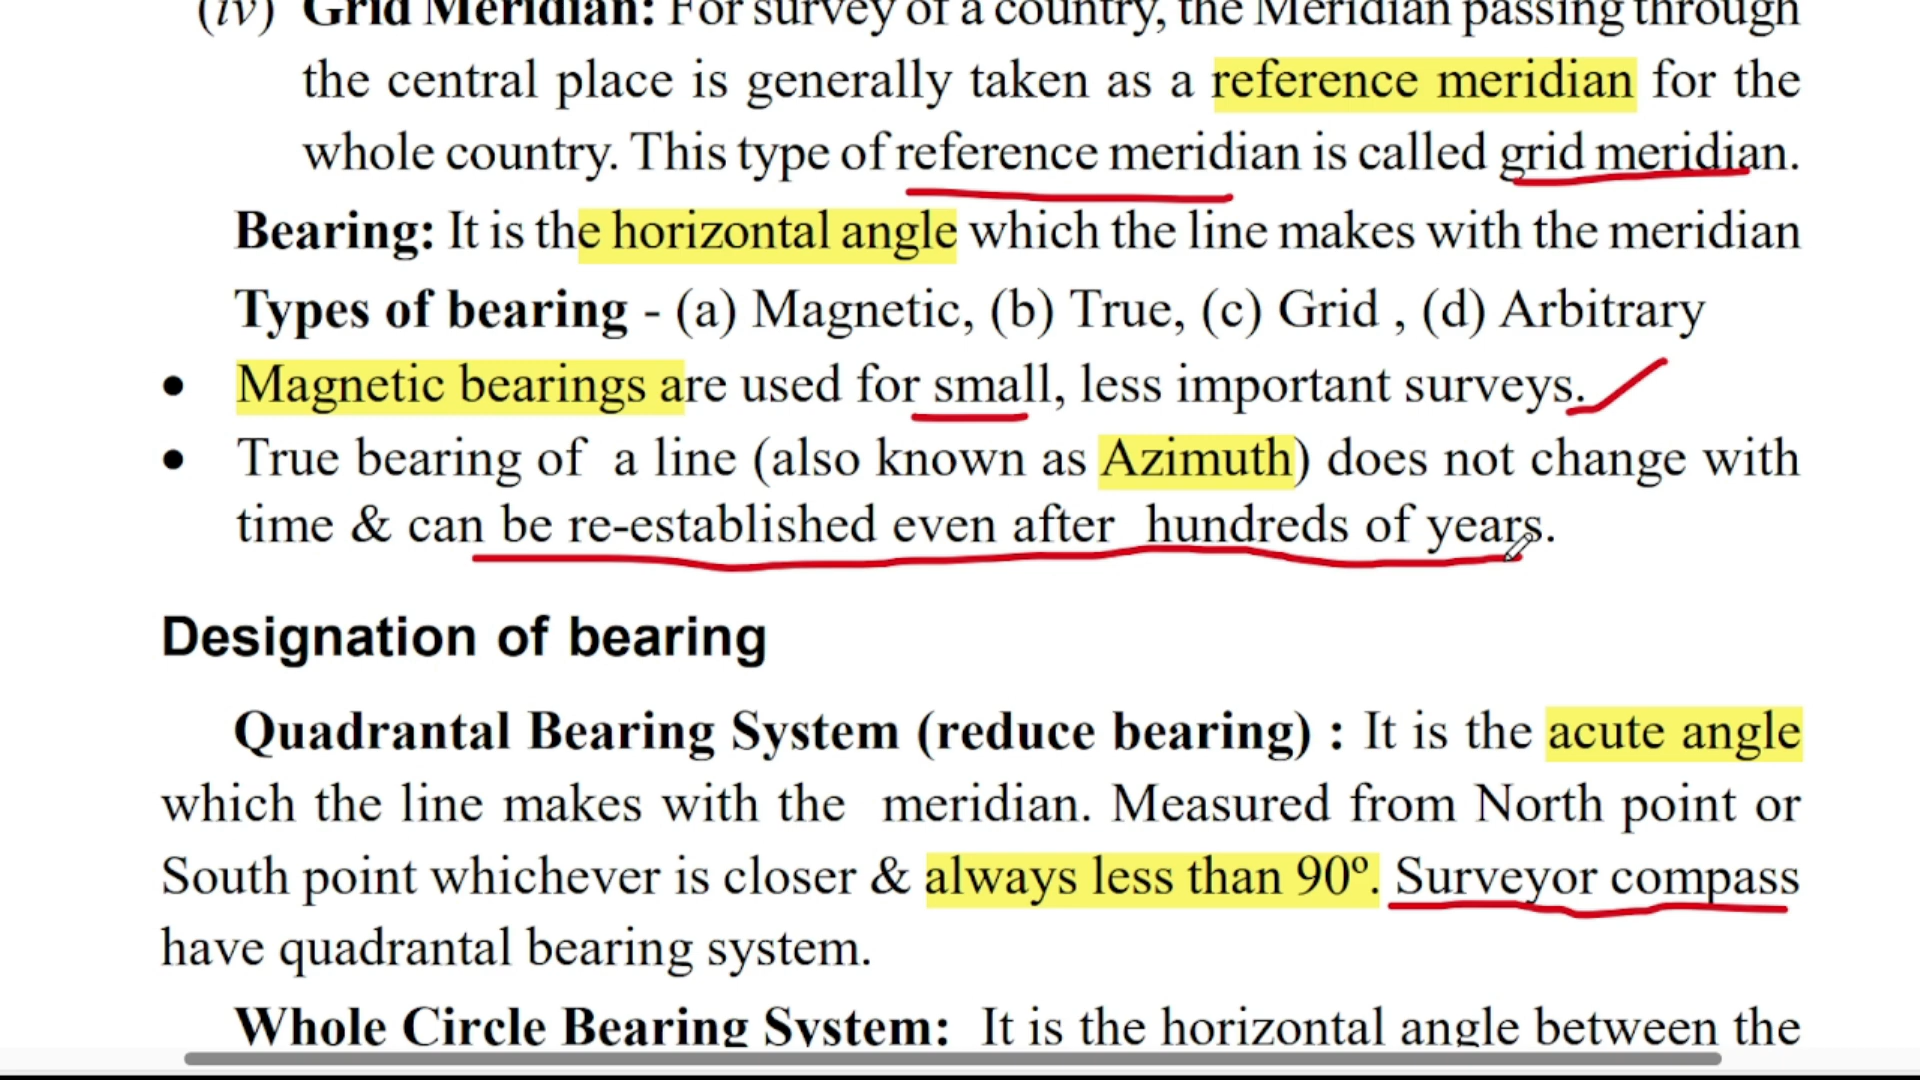 (iv) Grid Meridian: For survey of a country, the Meridian passing through
the central place is generally taken as a reference meridian for the
whole country. This type of reference meridian is called grid meridian.
Bearing: It is the horizontal angle which the line makes with the meridian
Types of bearing - (a) Magnetic, (b) True, (c) Grid , (d) Arbitrary
● Magnetic bearings are used for small, less important surveys.
● True bearing of a line (also known as Azimuth) does not change with
time & can be re-established even after hundreds of years.
Designation of bearing
Quadrantal Bearing System (reduce bearing) : It is the acute angle
which the line makes with the meridian. Measured from North point or
South point whichever is closer & always less than 90º. Surveyor compass
have quadrantal bearing system.
Whole Circle Bearing System: It is the horizontal angle between the